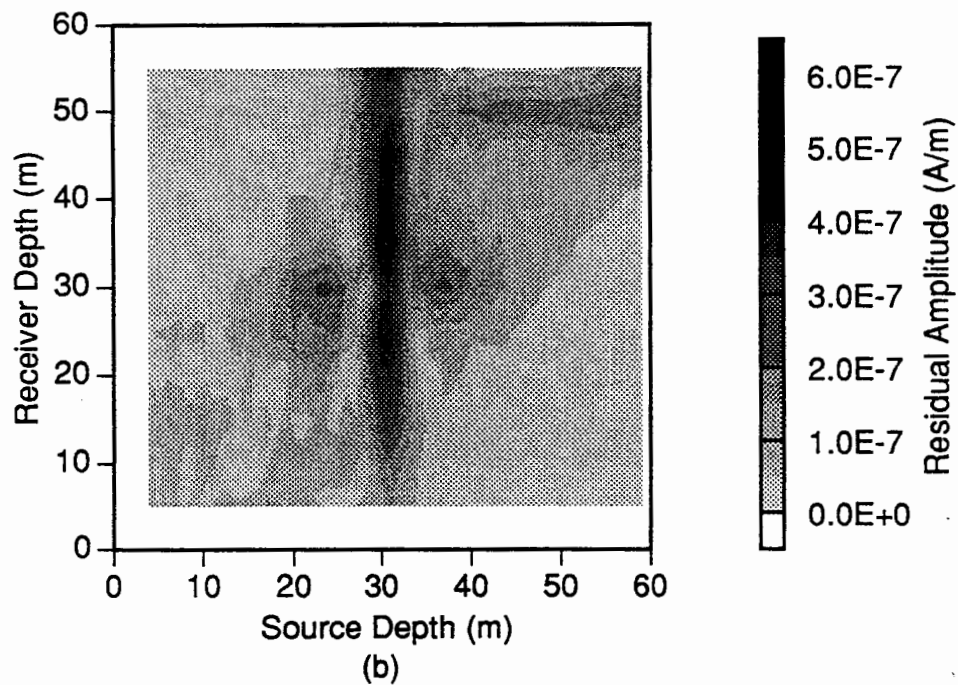 60
50
40
30
20
10
0
Receiver Depth (m)
0 10 20 30 40 50 60
Source Depth (m)
(b)
6.0E-7
5.0E-7
4.0E-7
3.0E-7
2.0E-7
1.0E-7
0.0E+0
Residual Amplitude (A/m)